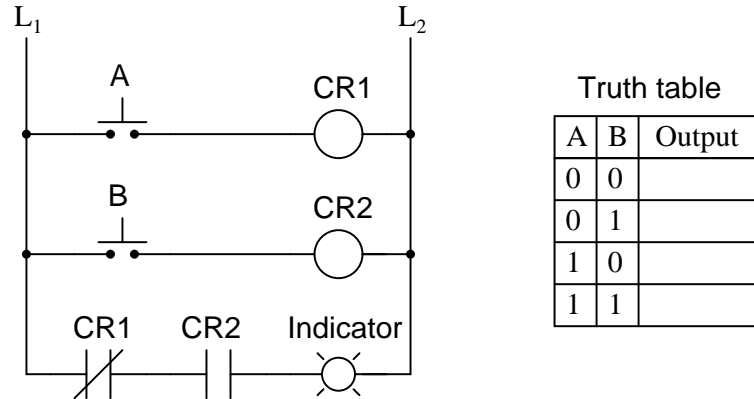 L₁ L₂
A
CR1
B
CR2
CR1 CR2 Indicator
Truth table
A B Output
0 0
0 1
1 0
1 1